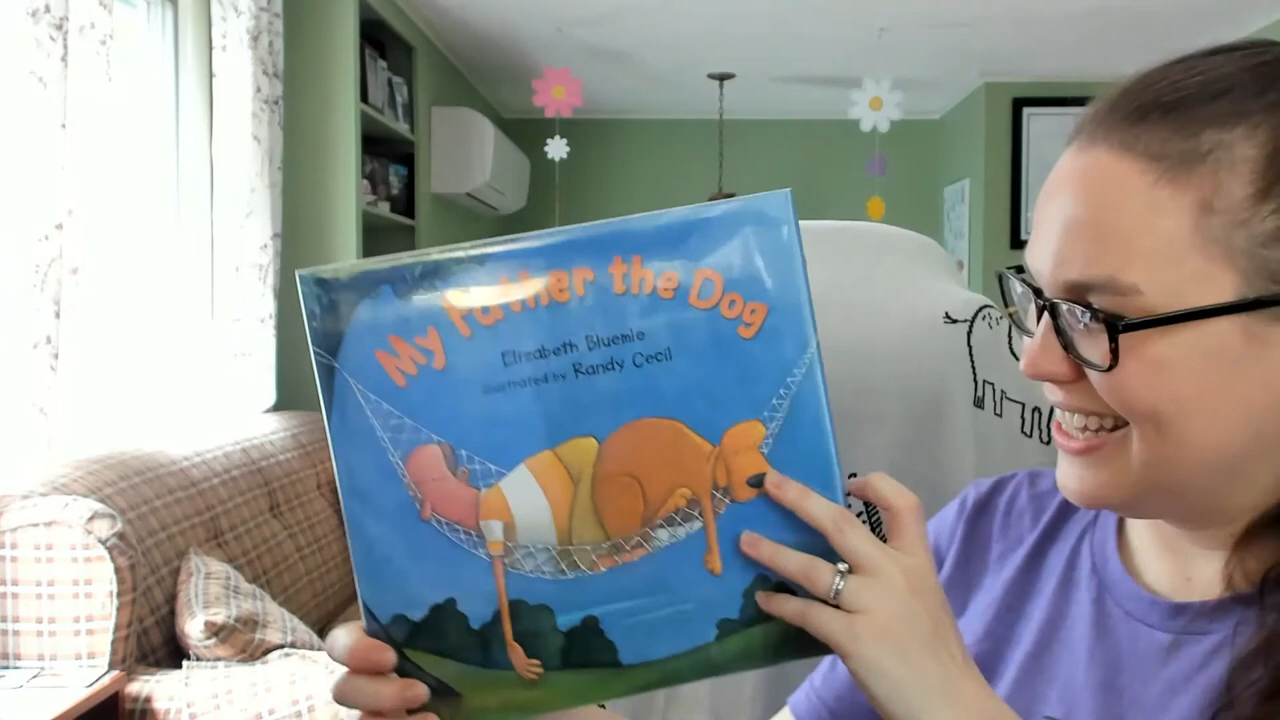 My Father the Dog
Elizabeth Bluemle
illustrated by Randy Cecil